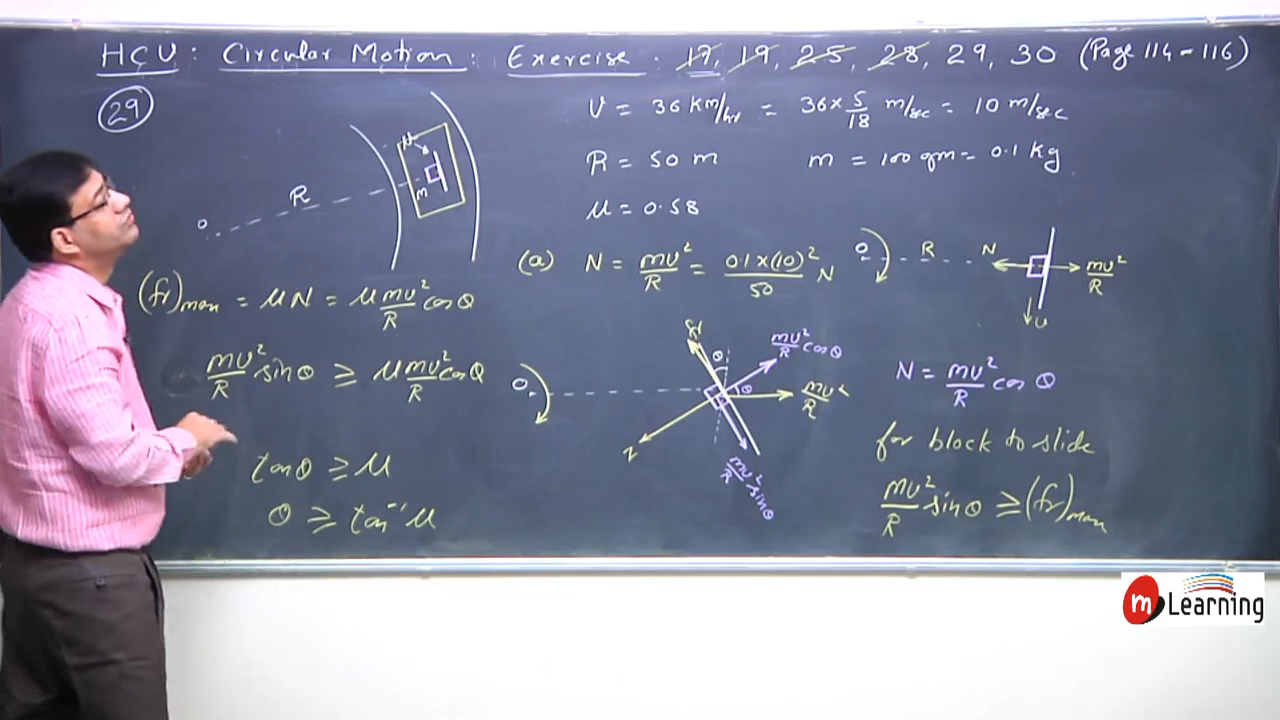 HCV : Circular Motion : Exercise : 17, 19, 25, 28, 29, 30 (Page 114 - 116)
29
V = 36 Km/hr = 36 × 5/18 m/sec = 10 m/sec
R = 50 m m = 100 gm = 0.1 Kg
μ = 0.58
O R μ m
(a) N = mv²/R = 0.1×(10)²/50 N
O R N mv²/R v
(fr)max = μN = μ mv²/R cos θ
mv²/R sin θ ≥ μ mv²/R cos θ
tan θ ≥ μ
θ ≥ tan⁻¹ μ
O fr θ mv²/R cos θ
θ mv²/R
N mv²/R sin θ
N = mv²/R cos θ
for block to slide
mv²/R sin θ ≥ (fr)max
m Learning